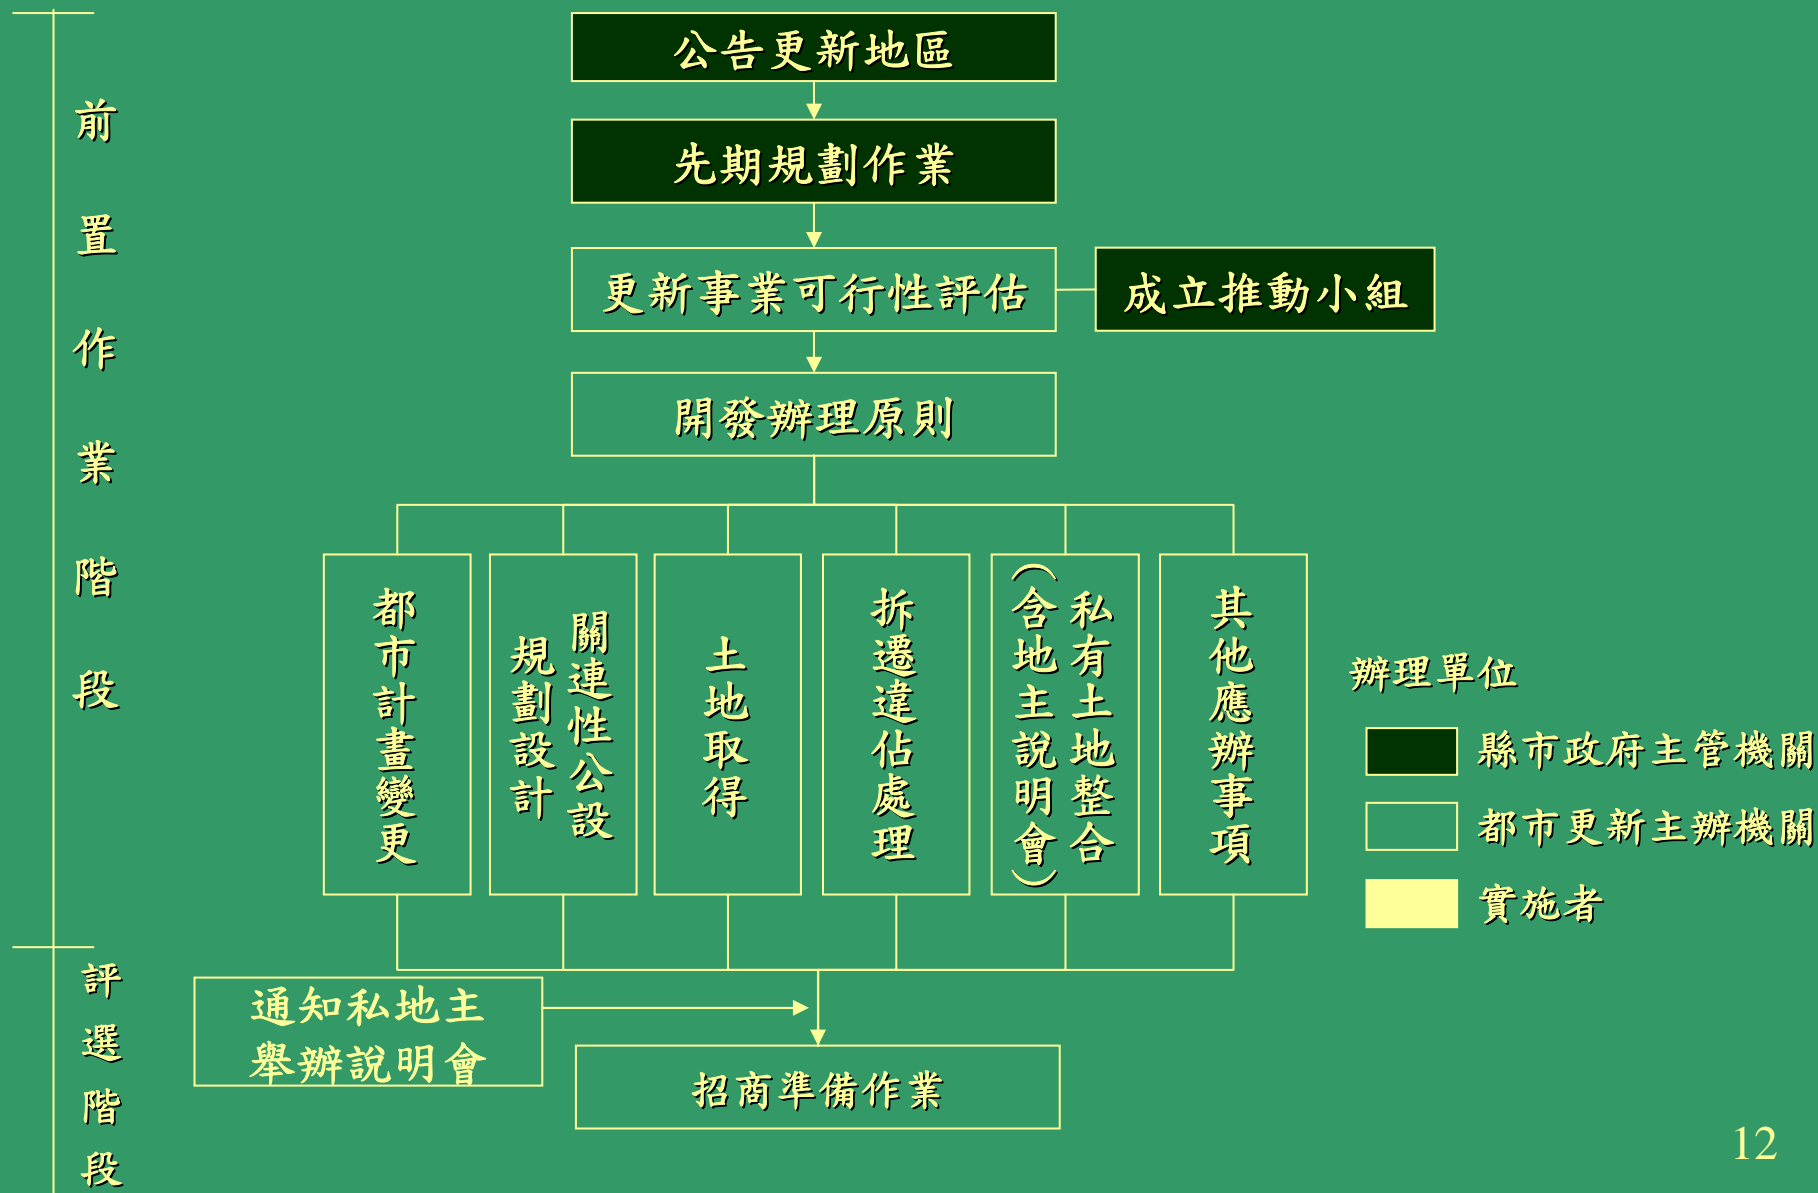 前置作業階段
公告更新地區
先期規劃作業
更新事業可行性評估
成立推動小組
開發辦理原則
都市計畫變更
關連性公設
規劃設計
土地取得
拆遷違佔處理
私有土地整合
(含地主說明會)
其他應辦事項
辦理單位
縣市政府主管機關
都市更新主辦機關
實施者
評選階段
通知私地主
舉辦說明會
招商準備作業
12